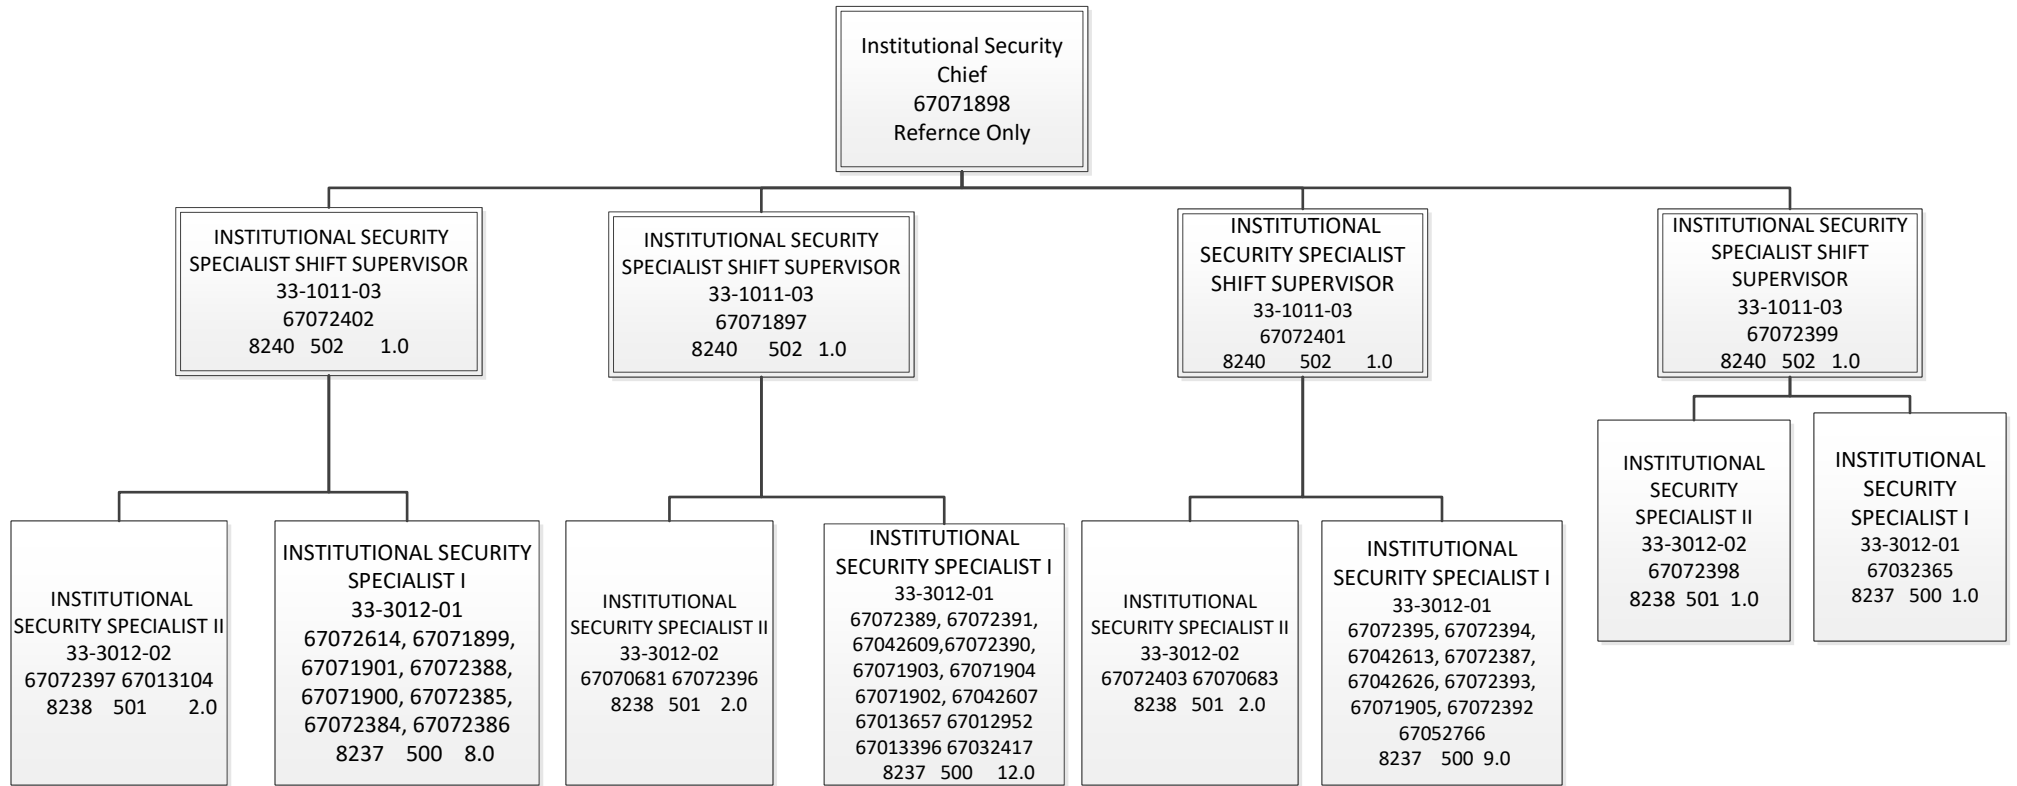 Institutional Security
Chief
67071898
Refernce Only
INSTITUTIONAL SECURITY
SPECIALIST SHIFT SUPERVISOR
33-1011-03
67072402
8240 502 1.0
INSTITUTIONAL SECURITY
SPECIALIST SHIFT SUPERVISOR
33-1011-03
67071897
8240 502 1.0
INSTITUTIONAL
SECURITY SPECIALIST
SHIFT SUPERVISOR
33-1011-03
67072401
8240 502 1.0
INSTITUTIONAL SECURITY
SPECIALIST SHIFT
SUPERVISOR
33-1011-03
67072399
8240 502 1.0
INSTITUTIONAL
SECURITY SPECIALIST II
33-3012-02
67072397 67013104
8238 501 2.0
INSTITUTIONAL SECURITY
SPECIALIST I
33-3012-01
67072614, 67071899,
67071901, 67072388,
67071900, 67072385,
67072384, 67072386
8237 500 8.0
INSTITUTIONAL
SECURITY SPECIALIST II
33-3012-02
67070681 67072396
8238 501 2.0
INSTITUTIONAL
SECURITY SPECIALIST I
33-3012-01
67072389, 67072391,
67042609,67072390,
67071903, 67071904
67071902, 67042607
67013657 67012952
67013396 67032417
8237 500 12.0
INSTITUTIONAL
SECURITY SPECIALIST II
33-3012-02
67072403 67070683
8238 501 2.0
INSTITUTIONAL
SECURITY SPECIALIST I
33-3012-01
67072395, 67072394,
67042613, 67072387,
67042626, 67072393,
67071905, 67072392
67052766
8237 500 9.0
INSTITUTIONAL
SECURITY
SPECIALIST II
33-3012-02
67072398
8238 501 1.0
INSTITUTIONAL
SECURITY
SPECIALIST I
33-3012-01
67032365
8237 500 1.0